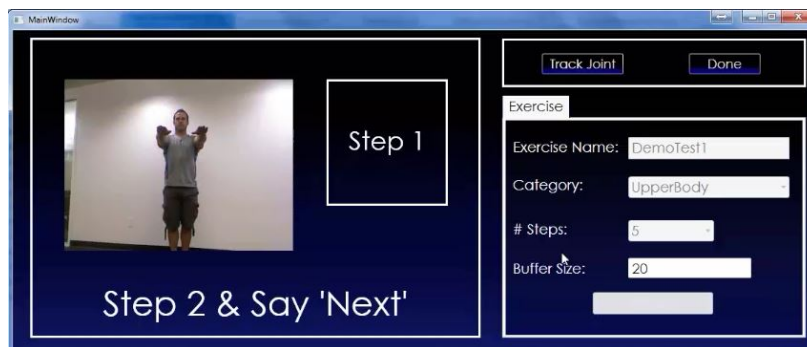 MainWindow
Track Joint
Done
Step 1
Step 2 & Say 'Next'
Exercise
Exercise Name: DemoTest1
Category: UpperBody
# Steps: 5
Buffer Size: 20